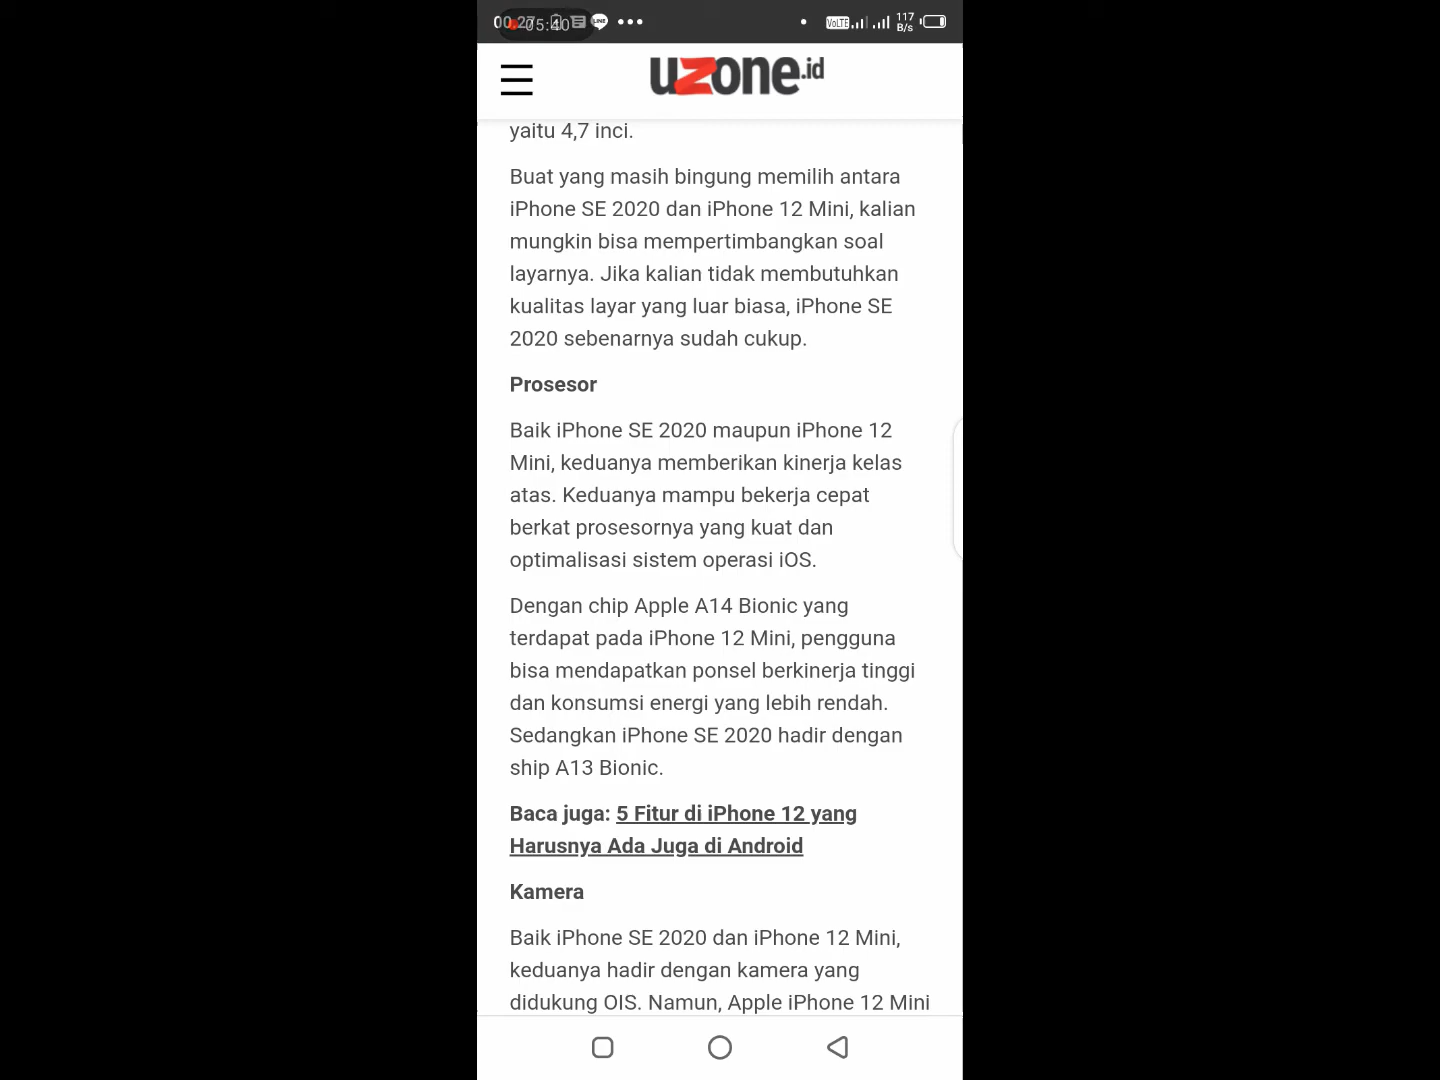 05:40
LINE
VoLTE
117
B/s
uzone.id
yaitu 4,7 inci.
Buat yang masih bingung memilih antara
iPhone SE 2020 dan iPhone 12 Mini, kalian
mungkin bisa mempertimbangkan soal
layarnya. Jika kalian tidak membutuhkan
kualitas layar yang luar biasa, iPhone SE
2020 sebenarnya sudah cukup.
Prosesor
Baik iPhone SE 2020 maupun iPhone 12
Mini, keduanya memberikan kinerja kelas
atas. Keduanya mampu bekerja cepat
berkat prosesornya yang kuat dan
optimalisasi sistem operasi iOS.
Dengan chip Apple A14 Bionic yang
terdapat pada iPhone 12 Mini, pengguna
bisa mendapatkan ponsel berkinerja tinggi
dan konsumsi energi yang lebih rendah.
Sedangkan iPhone SE 2020 hadir dengan
ship A13 Bionic.
Baca juga: 5 Fitur di iPhone 12 yang
Harusnya Ada Juga di Android
Kamera
Baik iPhone SE 2020 dan iPhone 12 Mini,
keduanya hadir dengan kamera yang
didukung OIS. Namun, Apple iPhone 12 Mini